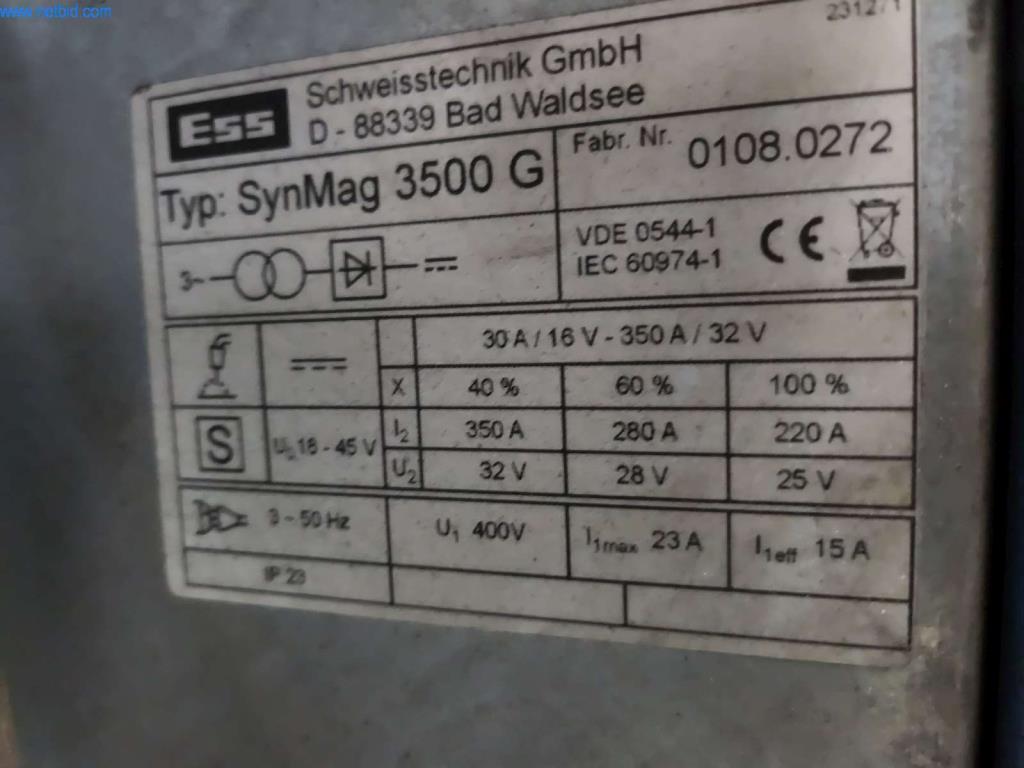 www.netbid.com
23127/1
ESS
Schweisstechnik GmbH
D - 88339 Bad Waldsee
Typ: SynMag 3500 G
Fabr. Nr. 0108.0272
3~
VDE 0544-1
IEC 60974-1
CE
30 A / 16 V - 350 A / 32 V
X 40 % 60 % 100 %
S
18 - 45 V
I2 350 A 280 A 220 A
U2 32 V 28 V 25 V
3 ~ 50 Hz
U1 400V
I1max 23 A
I1eff 15 A
IP 23